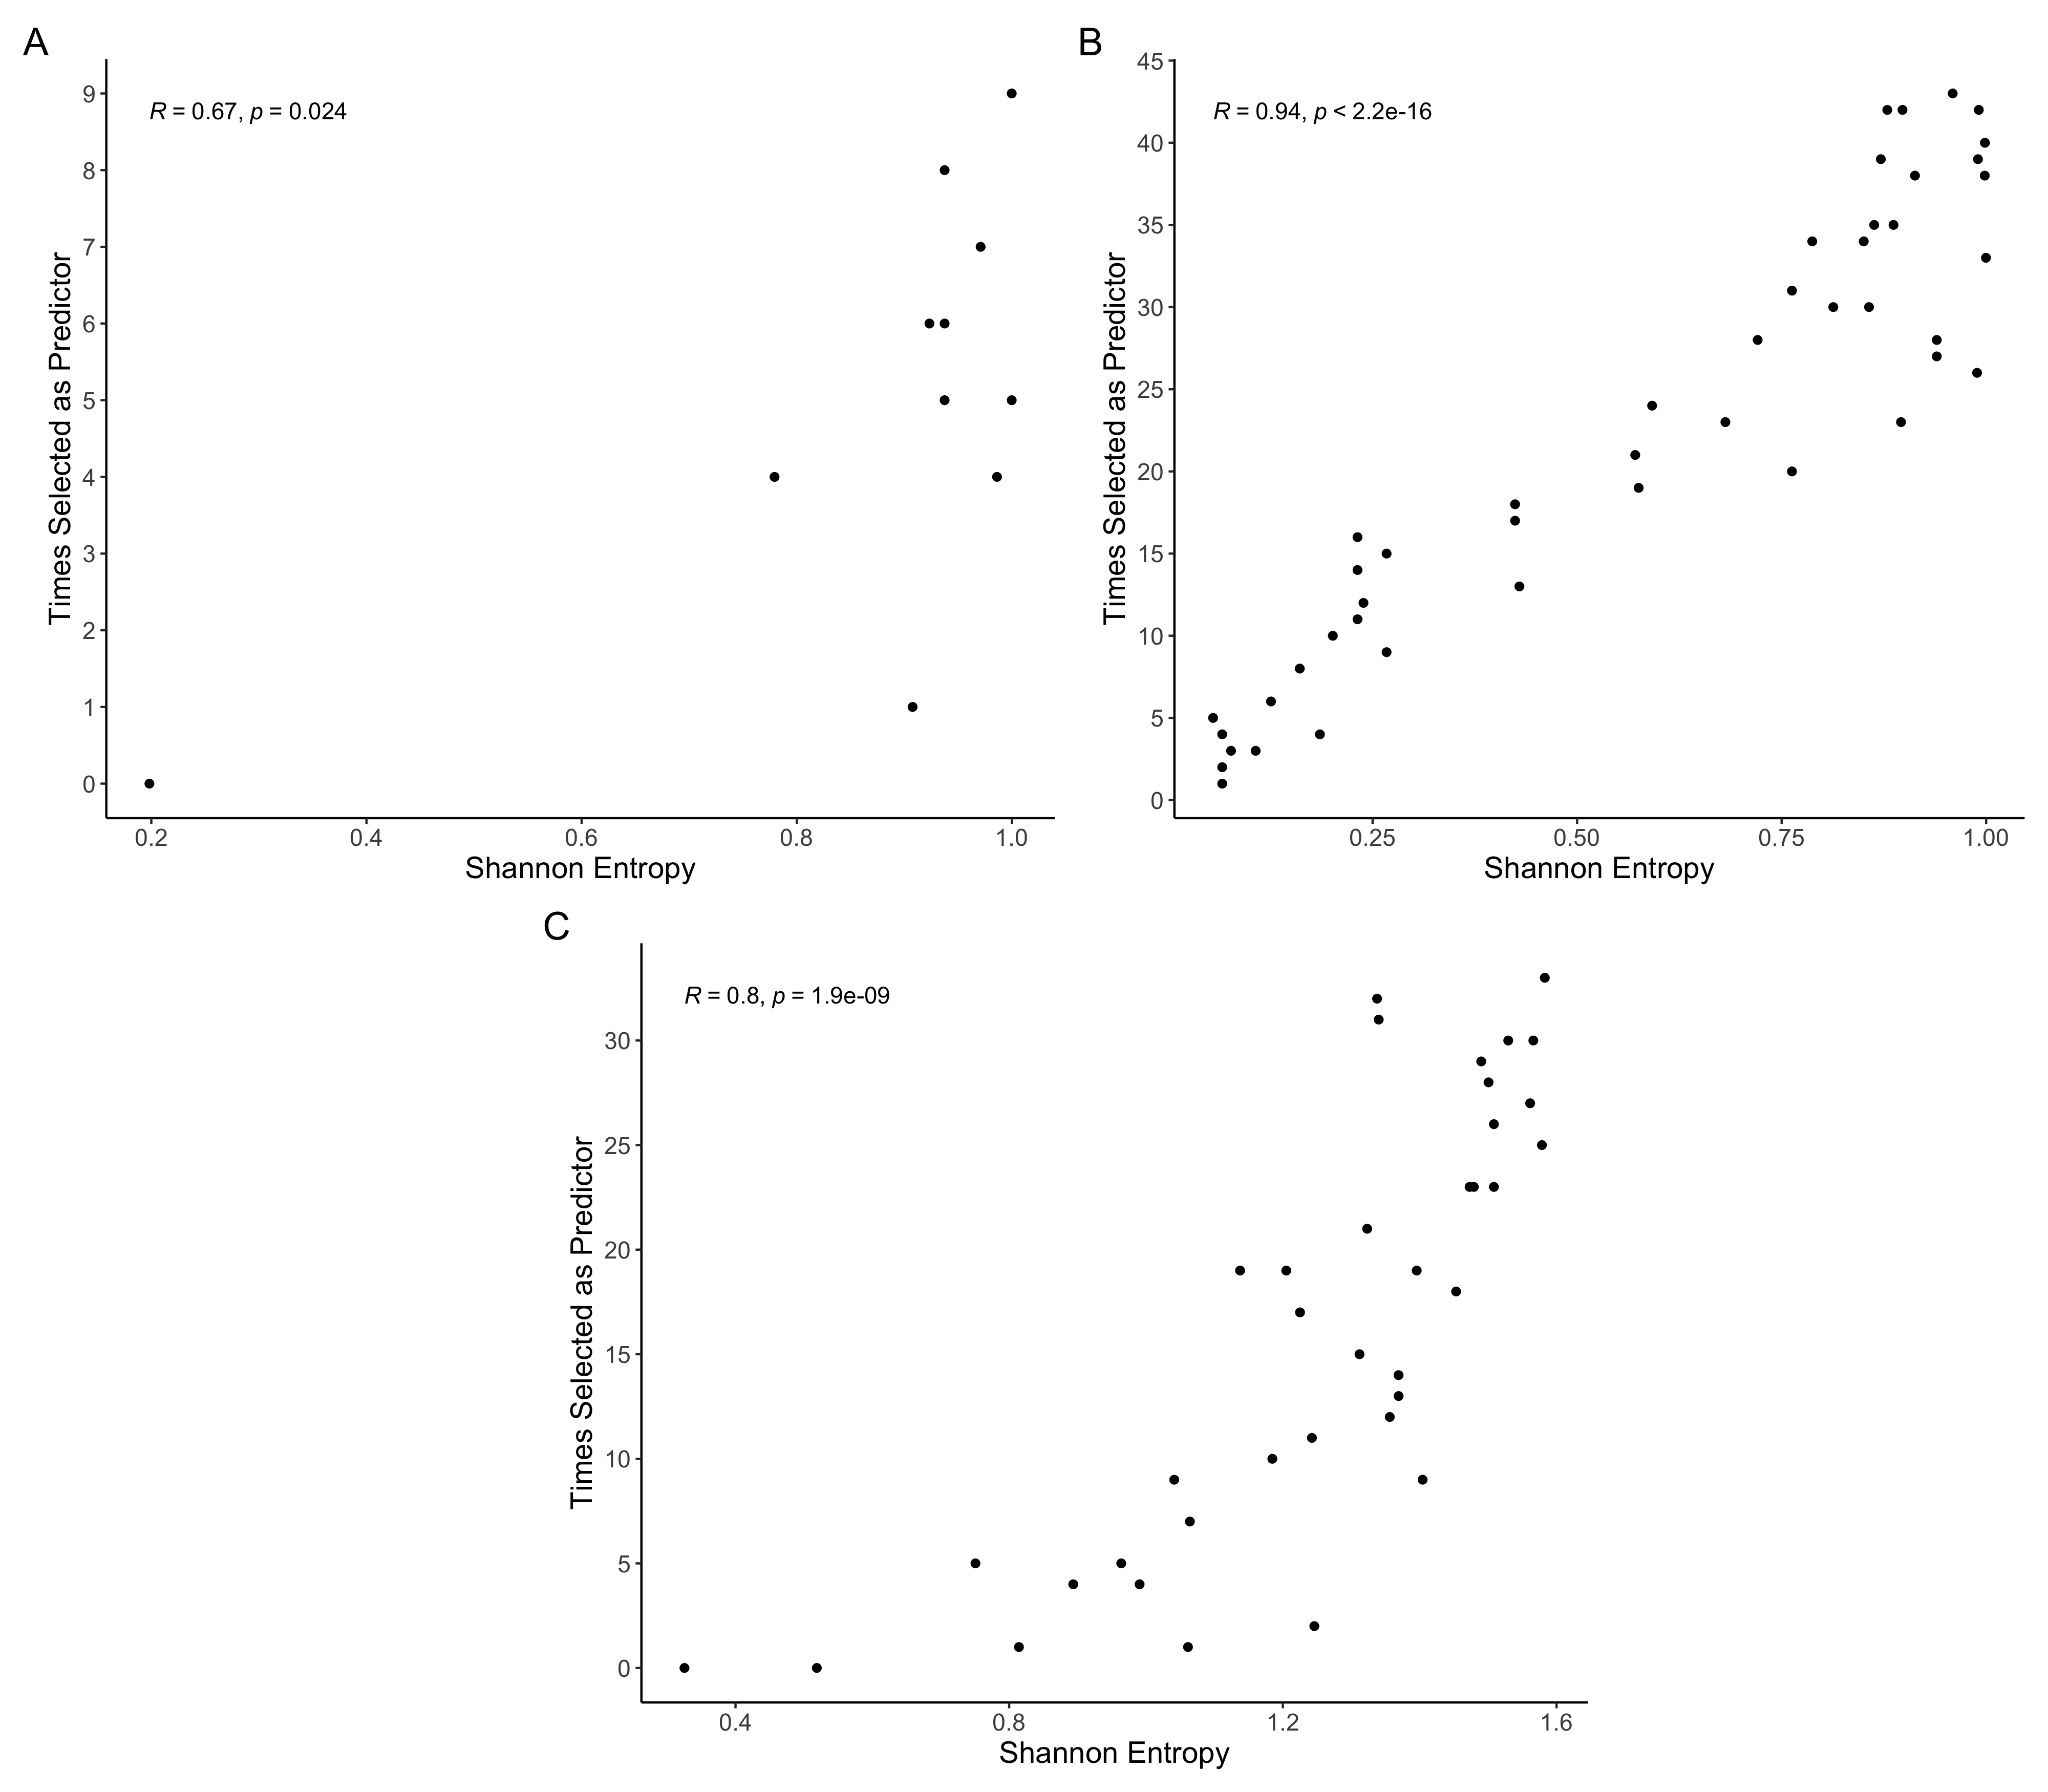 A
R = 0.67, p = 0.024
9
8
7
6
5
4
3
2
1
0
Times Selected as Predictor
0.2 0.4 0.6 0.8 1.0
Shannon Entropy
B
R = 0.94, p < 2.2e-16
45
40
35
30
25
20
15
10
5
0
Times Selected as Predictor
0.25 0.50 0.75 1.00
Shannon Entropy
C
R = 0.8, p = 1.9e-09
30
25
20
15
10
5
0
Times Selected as Predictor
0.4 0.8 1.2 1.6
Shannon Entropy